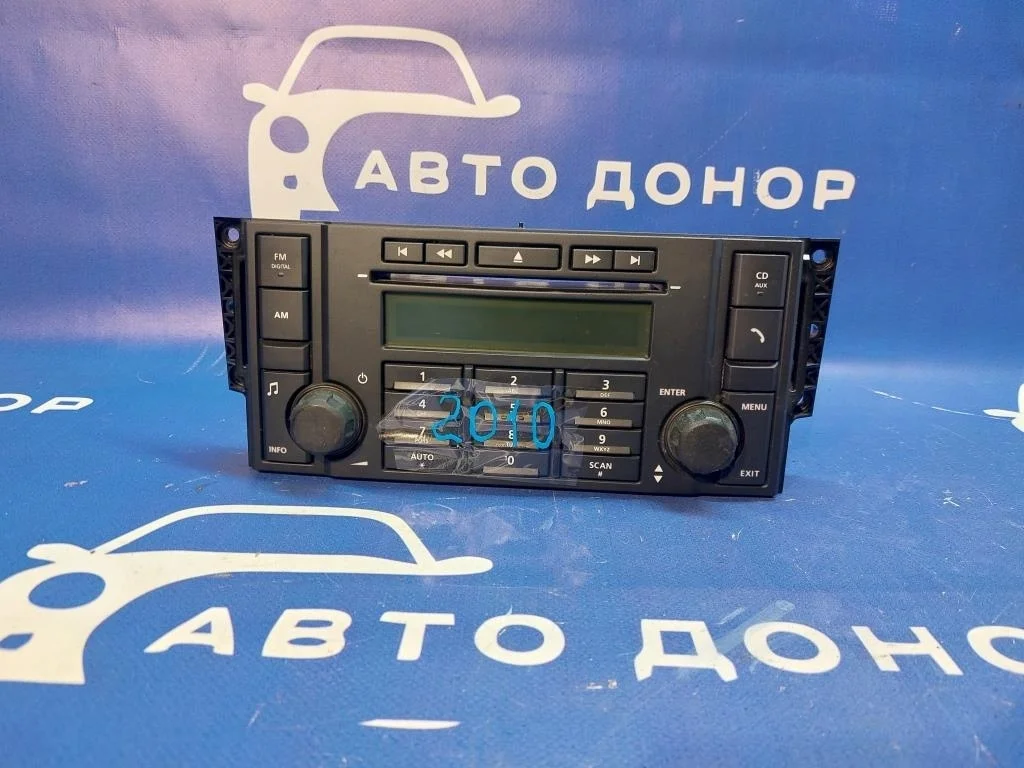 АВТО ДОНОР
FM
DIGITAL
CD
AUX
AM
1
2
3
DEF
ENTER
4
5
6
MNO
MENU
2010
7
8
9
WXYZ
INFO
AUTO
*
0
SCAN
#
EXIT
НОР
АВТО ДОНОР